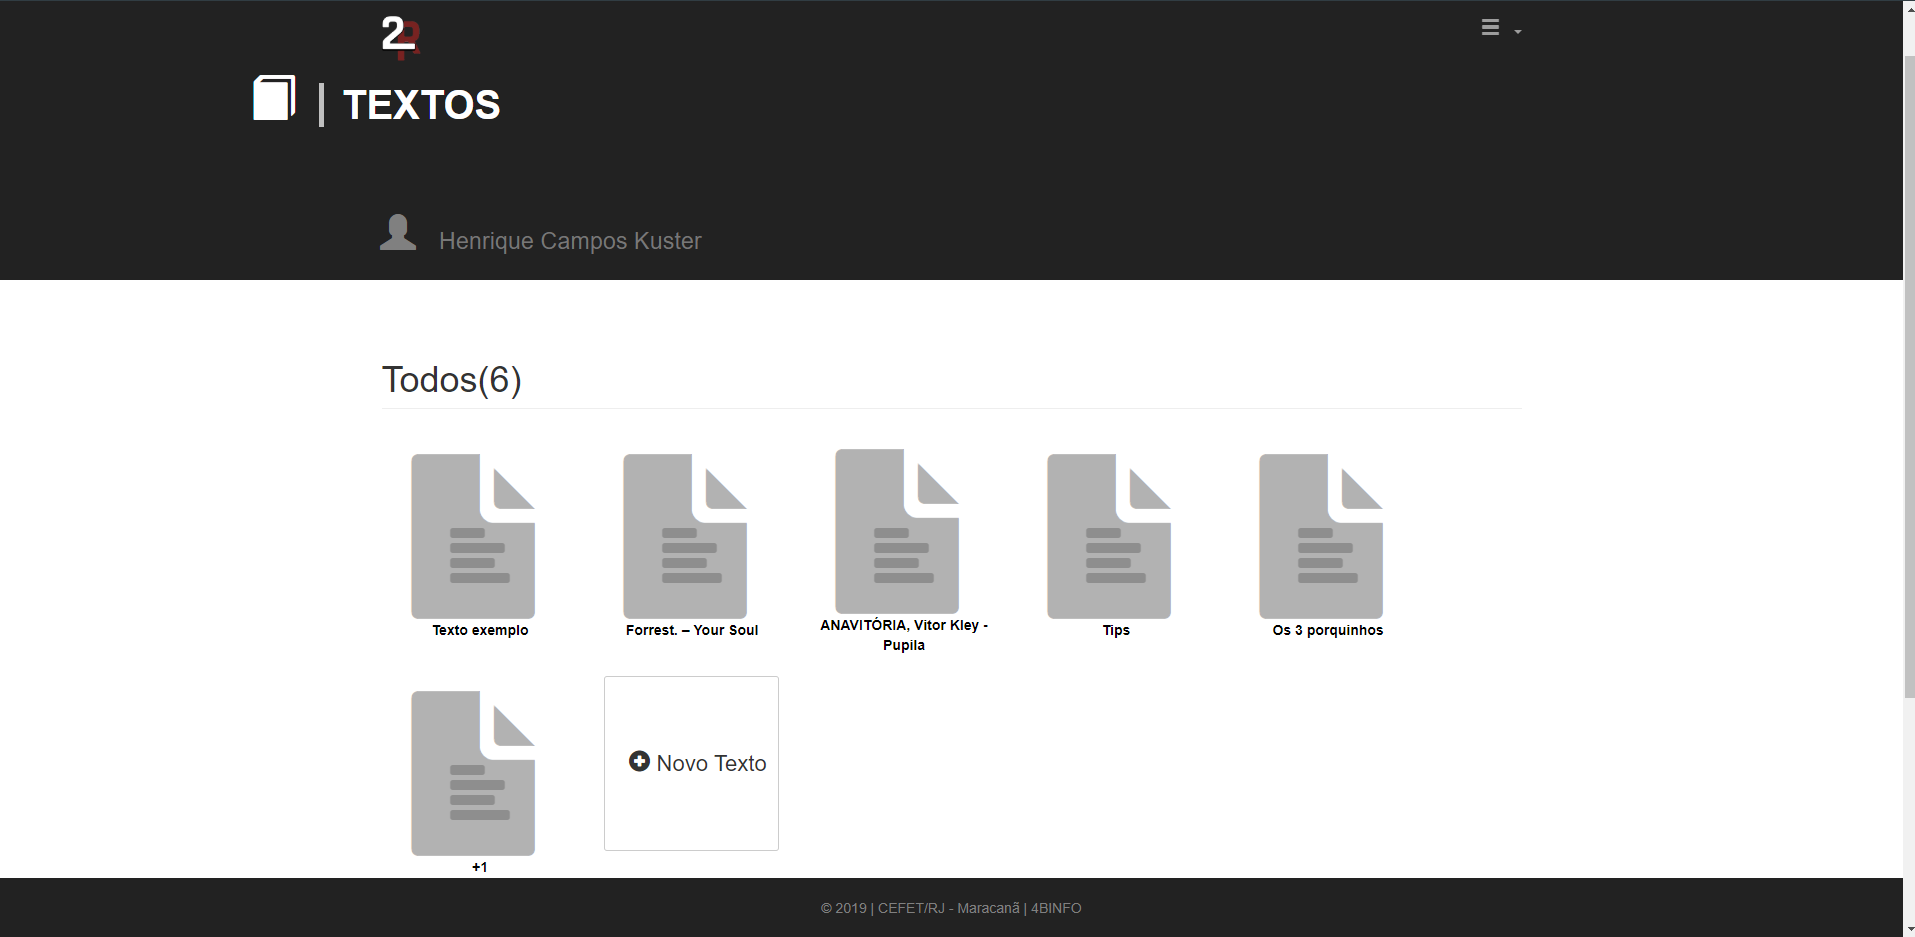 2R
TEXTOS
Henrique Campos Kuster
Todos(6)
Texto exemplo
Forrest. – Your Soul
ANAVITÓRIA, Vitor Kley -
Pupila
Tips
Os 3 porquinhos
+1
Novo Texto
© 2019 | CEFET/RJ - Maracanã | 4BINFO